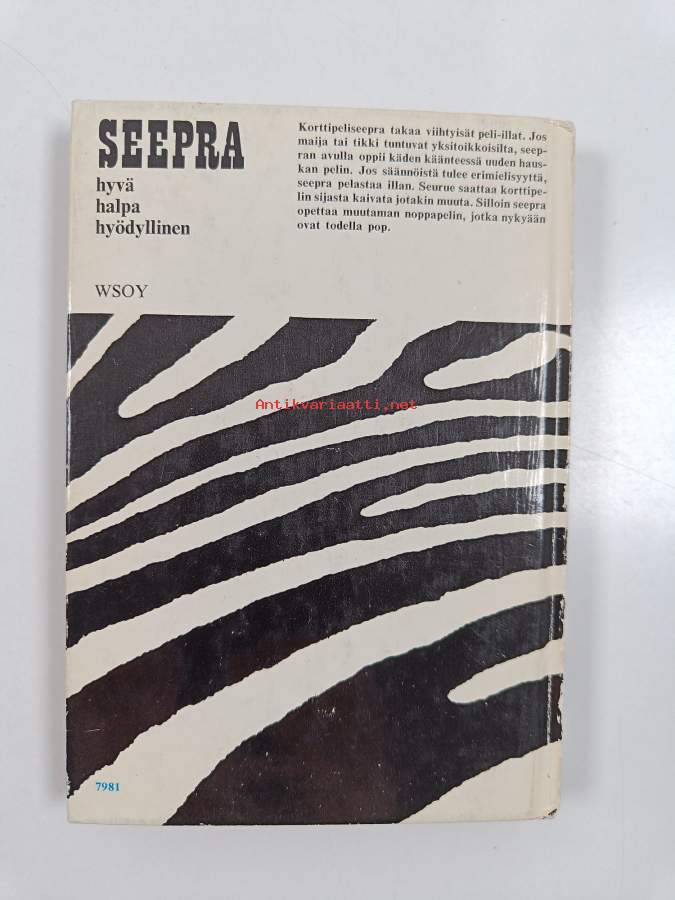 SEEPRA
hyvä
halpa
hyödyllinen
WSOY
Korttipeliseepra takaa viihtyisät peli-illat. Jos
maija tai tikki tuntuvat yksitoikkoisilta, seep-
ran avulla oppii käden käänteessä uuden haus-
kan pelin. Jos säännöistä tulee erimielisyyttä,
seepra pelastaa illan. Seurue saattaa korttipe-
lin sijasta kaivata jotakin muuta. Silloin seepra
opettaa muutaman noppapelin, jotka nykyään
ovat todella pop.
Antikvariaatti.net
7981